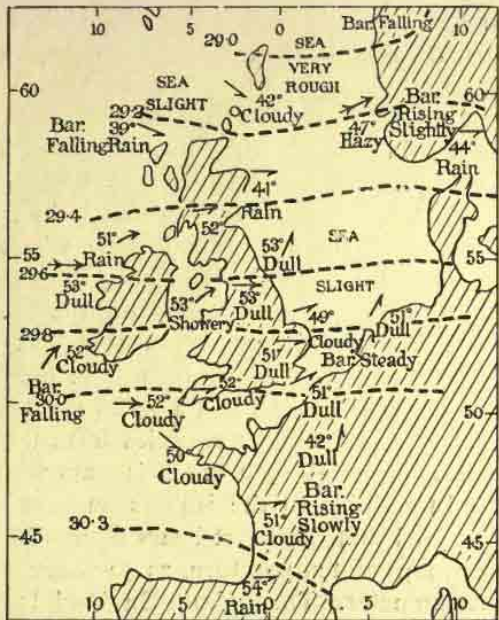 10 5 0 5 10
Bar. Falling
29·0
SEA
VERY
ROUGH
60
SEA
SLIGHT
42°
Cloudy
60
Bar.
Rising
Slightly
29·2
39°
Bar.
Falling
Rain
47°
Hazy
44°
Rain
41°
Rain
29·4
52°
51°
Rain
55
53°
Dull
SEA
55
29·6
53°
Dull
SLIGHT
53°
Showery
53°
Dull
49°
Cloudy
51°
Dull
29·8
52°
Cloudy
51°
Dull
Bar. Steady
Bar.
30·0
Falling
52°
Cloudy
52°
Cloudy
51°
Dull
50
42°
Dull
50°
Cloudy
Bar.
Rising
Slowly
51°
Cloudy
30·3
45
45
54°
Rain
10 5 0 5 10